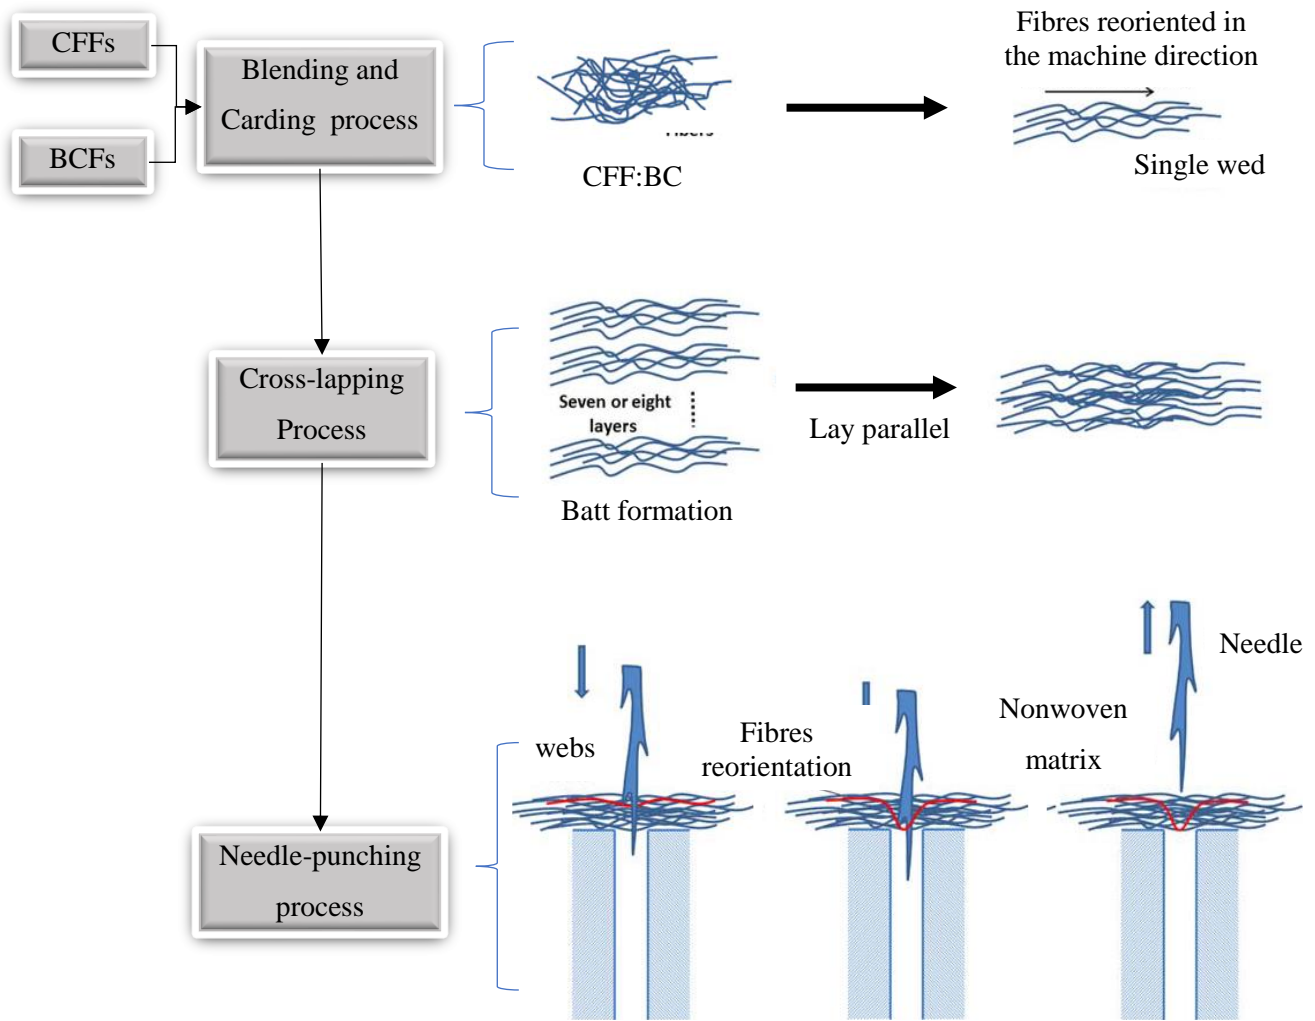 CFFs
BCFs
Blending and
Carding process
CFF:BC
Fibres reoriented in
the machine direction
Single wed
Cross-lapping
Process
Seven or eight
layers
Batt formation
Lay parallel
Needle-punching
process
webs
Fibres
reorientation
Nonwoven
matrix
Needle